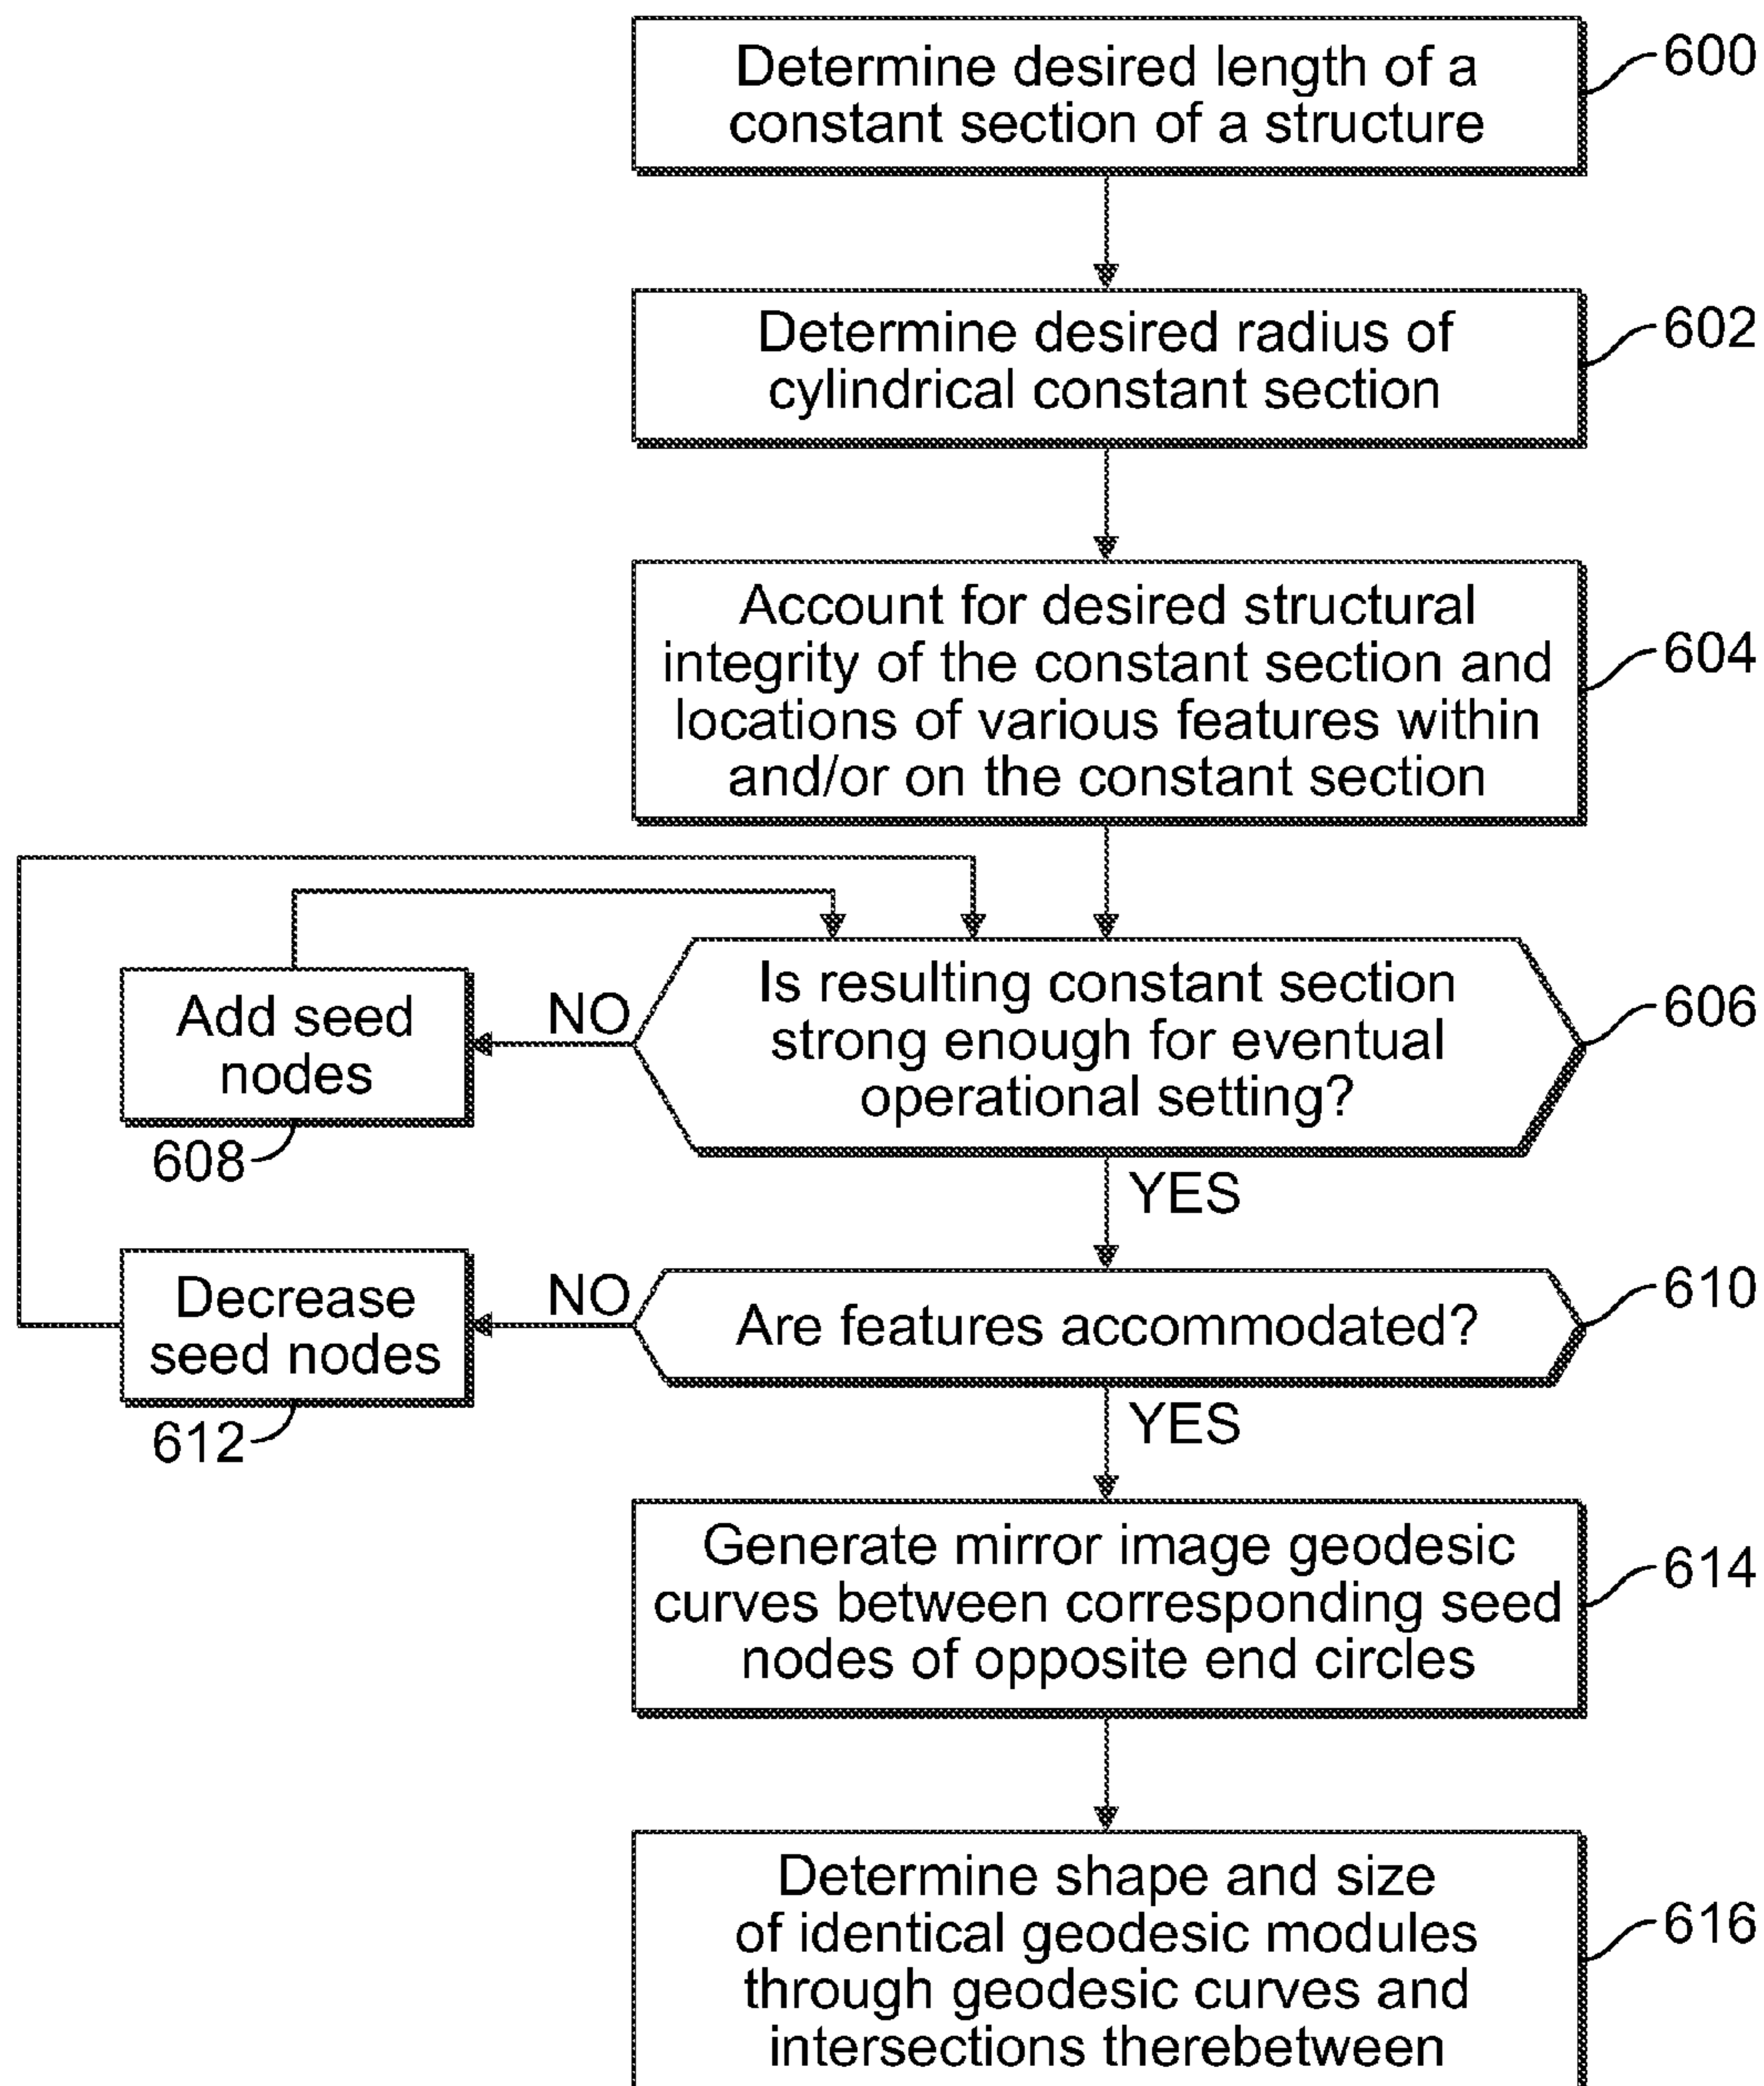 Determine desired length of a
constant section of a structure
600
Determine desired radius of
cylindrical constant section
602
Account for desired structural
integrity of the constant section and
locations of various features within
and/or on the constant section
604
Is resulting constant section
strong enough for eventual
operational setting?
606
NO
Add seed
nodes
608
YES
Are features accommodated?
610
NO
Decrease
seed nodes
612
YES
Generate mirror image geodesic
curves between corresponding seed
nodes of opposite end circles
614
Determine shape and size
of identical geodesic modules
through geodesic curves and
intersections therebetween
616